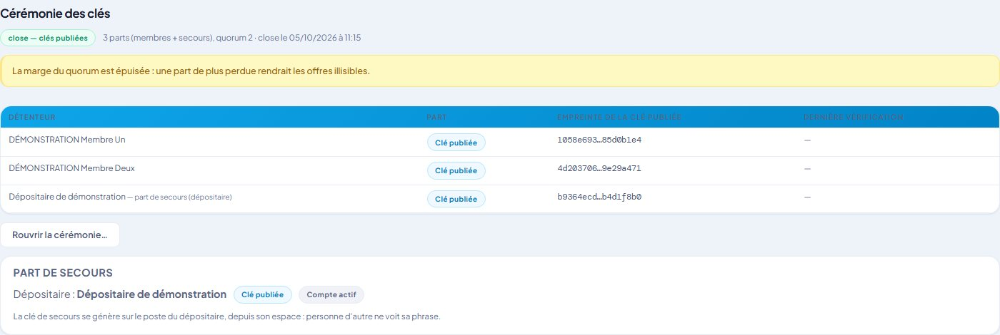 Cérémonie des clés
close — clés publiées 3 parts (membres + secours), quorum 2 · close le 05/10/2026 à 11:15
La marge du quorum est épuisée : une part de plus perdue rendrait les offres illisibles.
DÉTENTEUR PART EMPREINTE DE LA CLÉ PUBLIÉE DERNIÈRE VÉRIFICATION
DÉMONSTRATION Membre Un Clé publiée 1058e693…85d0b1e4 —
DÉMONSTRATION Membre Deux Clé publiée 4d203706…9e29a471 —
Dépositaire de démonstration — part de secours (dépositaire) Clé publiée b9364ecd…b4d1f8b0 —
Rouvrir la cérémonie…
PART DE SECOURS
Dépositaire : Dépositaire de démonstration Clé publiée Compte actif
La clé de secours se génère sur le poste du dépositaire, depuis son espace : personne d'autre ne voit sa phrase.